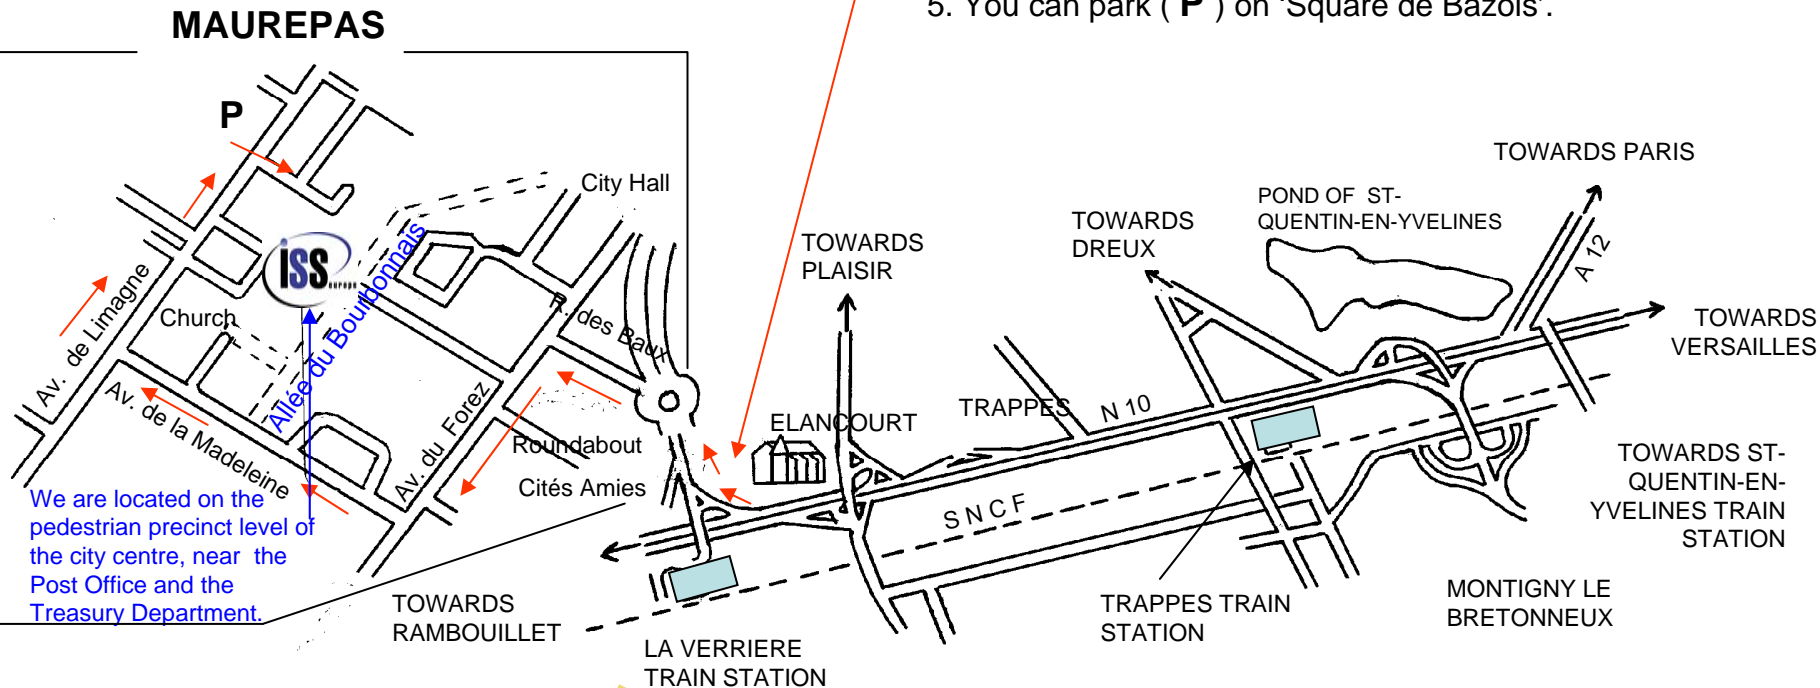 5. You can park ( P ) on 'Square de Bazois'.
MAUREPAS
P
City Hall
iSS
europe
Allée du Bourbonnais
Church
Av. de Limagne
R. des Baux
Av. de la Madeleine
Av. du Forez
Roundabout
Cités Amies
We are located on the
pedestrian precinct level of
the city centre, near the
Post Office and the
Treasury Department.
TOWARDS
PLAISIR
TOWARDS
DREUX
POND OF ST-
QUENTIN-EN-YVELINES
TOWARDS PARIS
A 12
TOWARDS
VERSAILLES
ELANCOURT
TRAPPES
N 10
SNCF
TOWARDS ST-
QUENTIN-EN-
YVELINES TRAIN
STATION
TOWARDS
RAMBOUILLET
LA VERRIERE
TRAIN STATION
TRAPPES TRAIN
STATION
MONTIGNY LE
BRETONNEUX